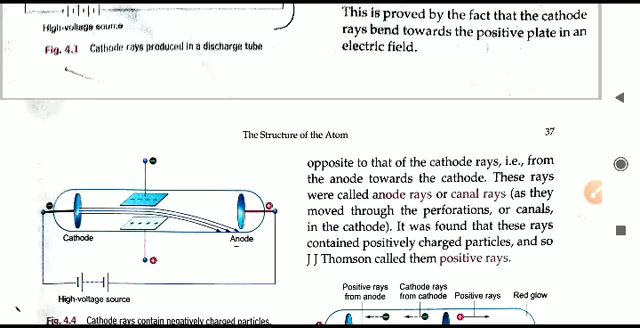 High-voltage source
Fig. 4.1 Cathode rays produced in a discharge tube
This is proved by the fact that the cathode
rays bend towards the positive plate in an
electric field.
The Structure of the Atom 37
Cathode
Anode
High-voltage source
Fig. 4.4 Cathode rays contain negatively charged particles.
opposite to that of the cathode rays, i.e., from
the anode towards the cathode. These rays
were called anode rays or canal rays (as they
moved through the perforations, or canals,
in the cathode). It was found that these rays
contained positively charged particles, and so
J J Thomson called them positive rays.
Positive rays
from anode
Cathode rays
from cathode
Positive rays
Red glow